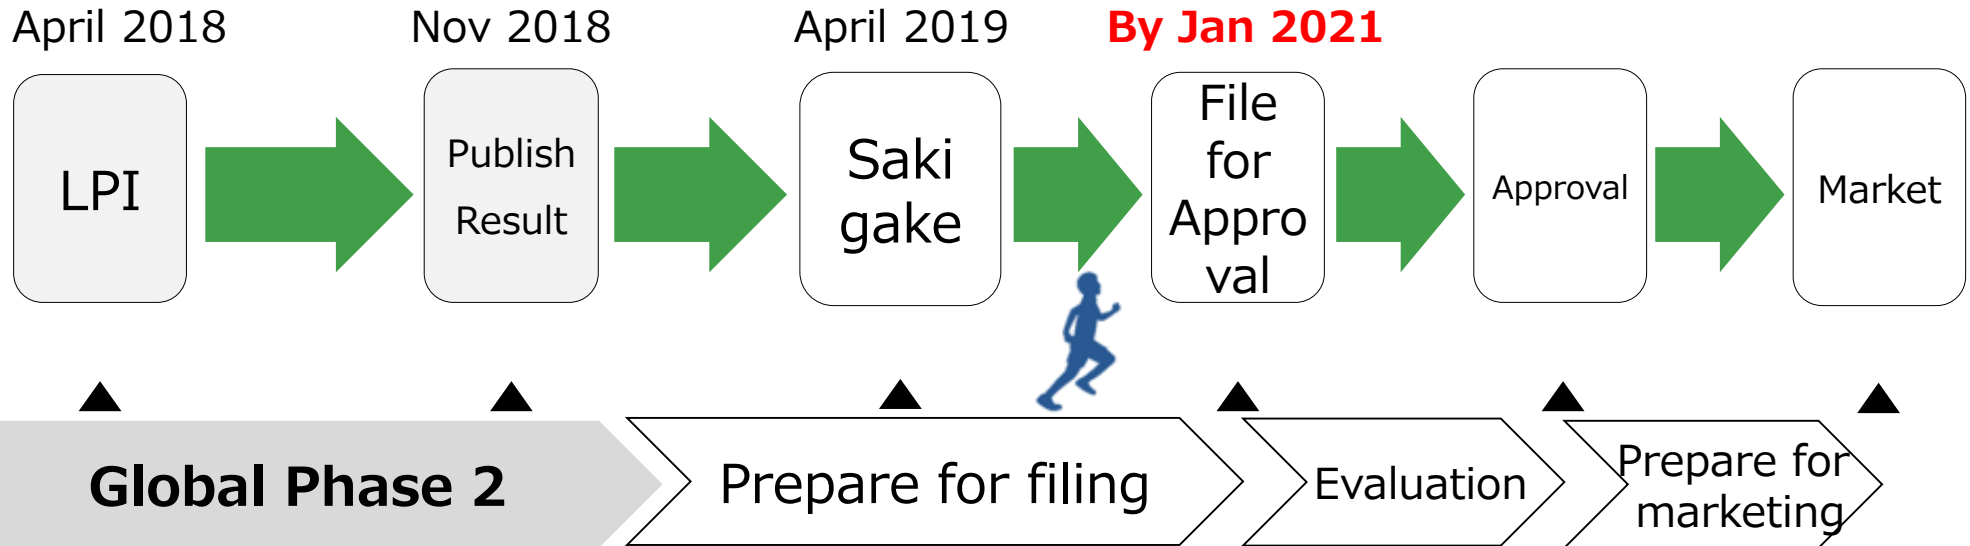 April 2018
Nov 2018
April 2019
By Jan 2021
LPI
Publish
Result
Saki
gake
File
for
Appro
val
Approval
Market
Global Phase 2
Prepare for filing
Evaluation
Prepare for
marketing